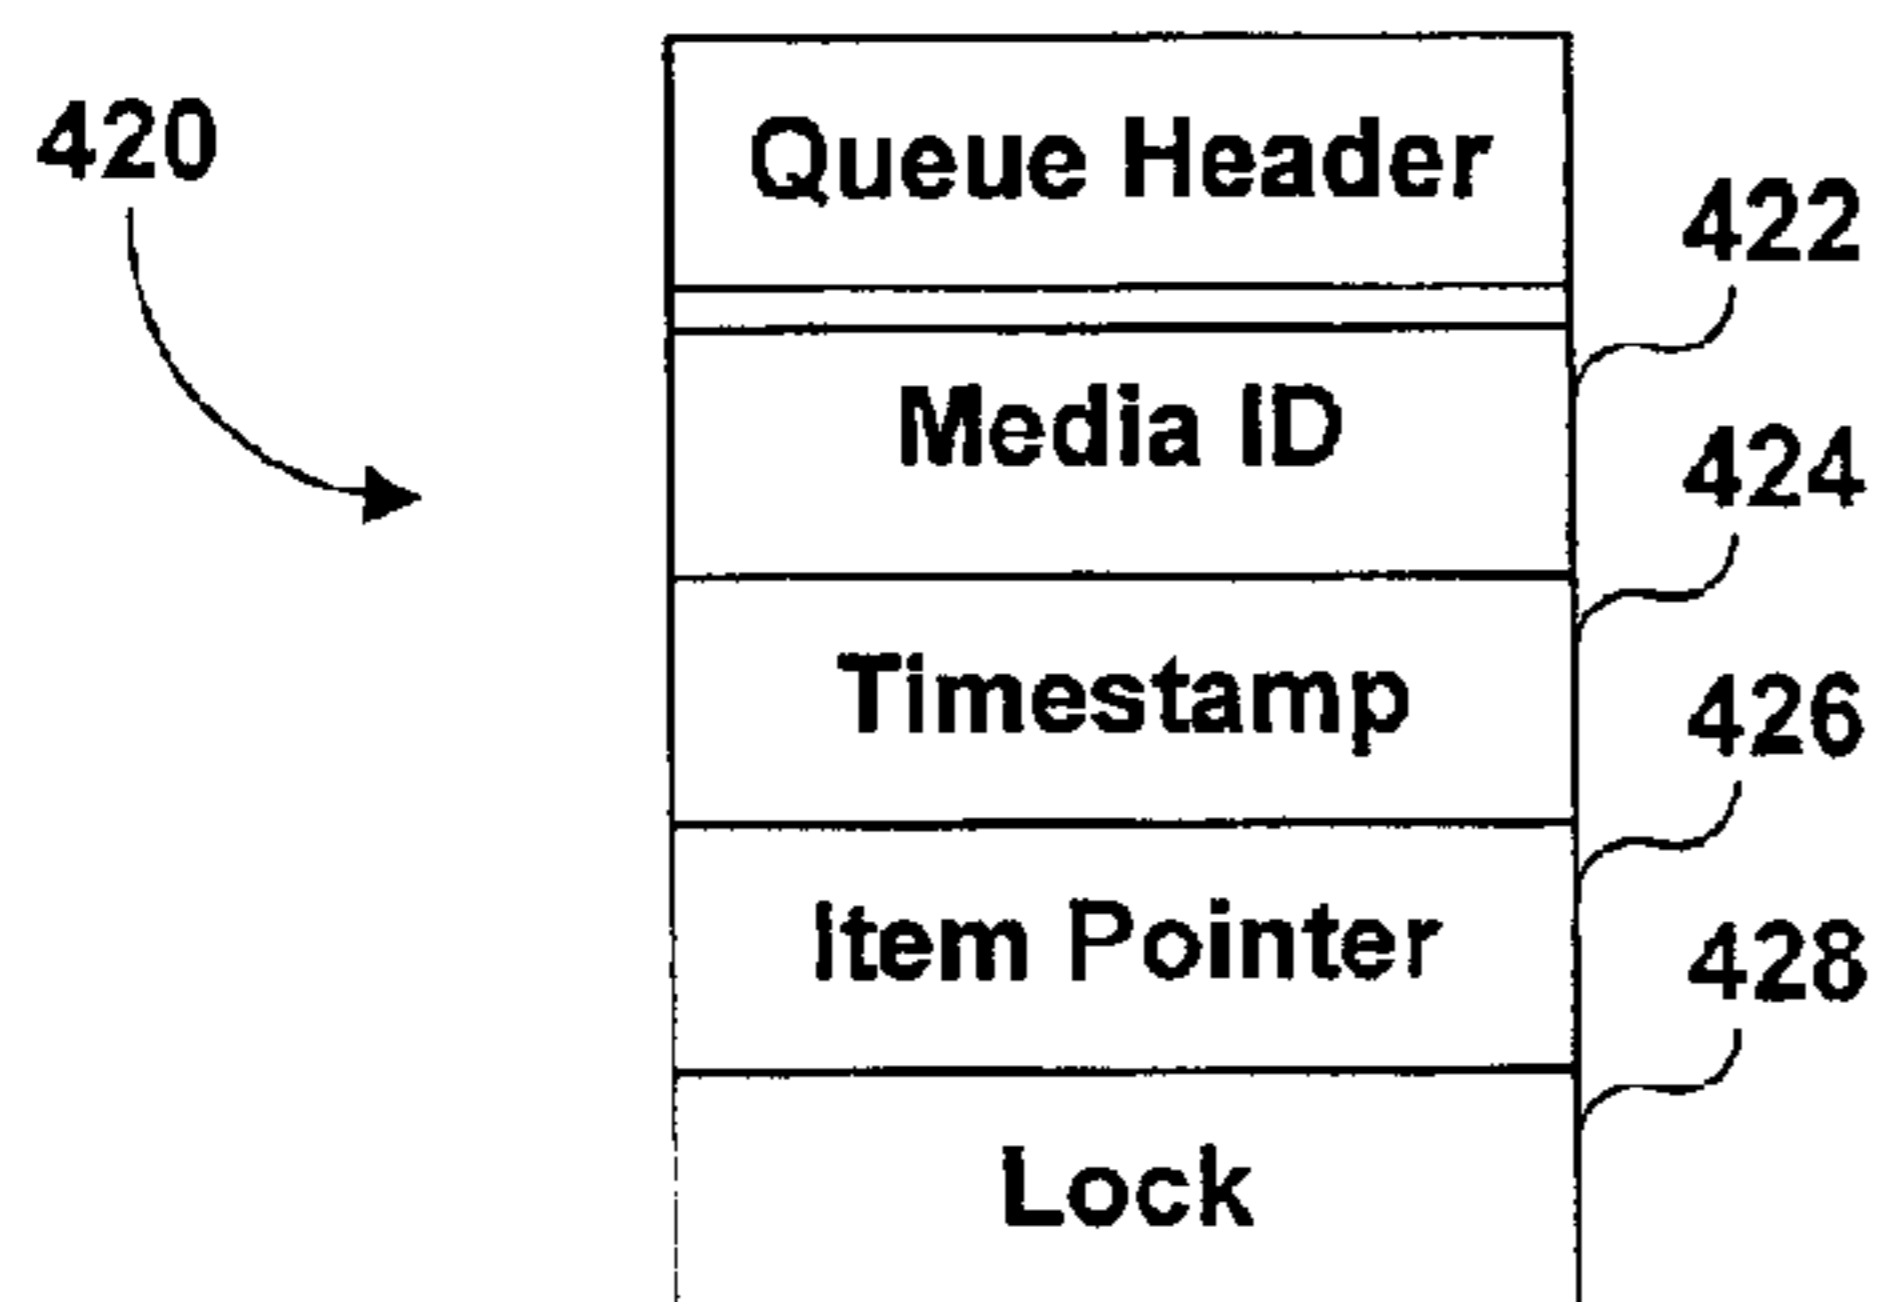 420
Queue Header
422
Media ID
424
Timestamp
426
Item Pointer
428
Lock